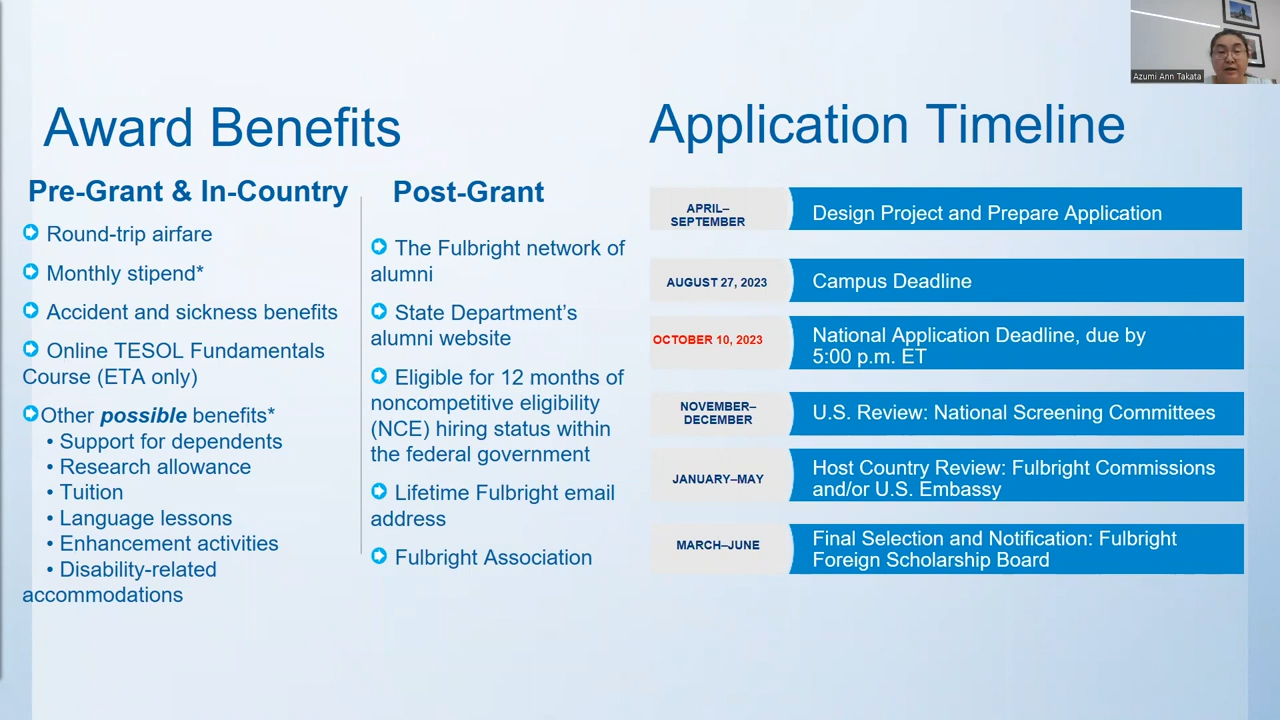 Azumi Ann Takata
Award Benefits
Pre-Grant & In-Country
Round-trip airfare
Monthly stipend*
Accident and sickness benefits
Online TESOL Fundamentals
Course (ETA only)
Other possible benefits*
• Support for dependents
• Research allowance
• Tuition
• Language lessons
• Enhancement activities
• Disability-related
accommodations
Post-Grant
The Fulbright network of
alumni
State Department's
alumni website
Eligible for 12 months of
noncompetitive eligibility
(NCE) hiring status within
the federal government
Lifetime Fulbright email
address
Fulbright Association
Application Timeline
APRIL–
SEPTEMBER
Design Project and Prepare Application
AUGUST 27, 2023
Campus Deadline
OCTOBER 10, 2023
National Application Deadline, due by
5:00 p.m. ET
NOVEMBER–
DECEMBER
U.S. Review: National Screening Committees
JANUARY–MAY
Host Country Review: Fulbright Commissions
and/or U.S. Embassy
MARCH–JUNE
Final Selection and Notification: Fulbright
Foreign Scholarship Board